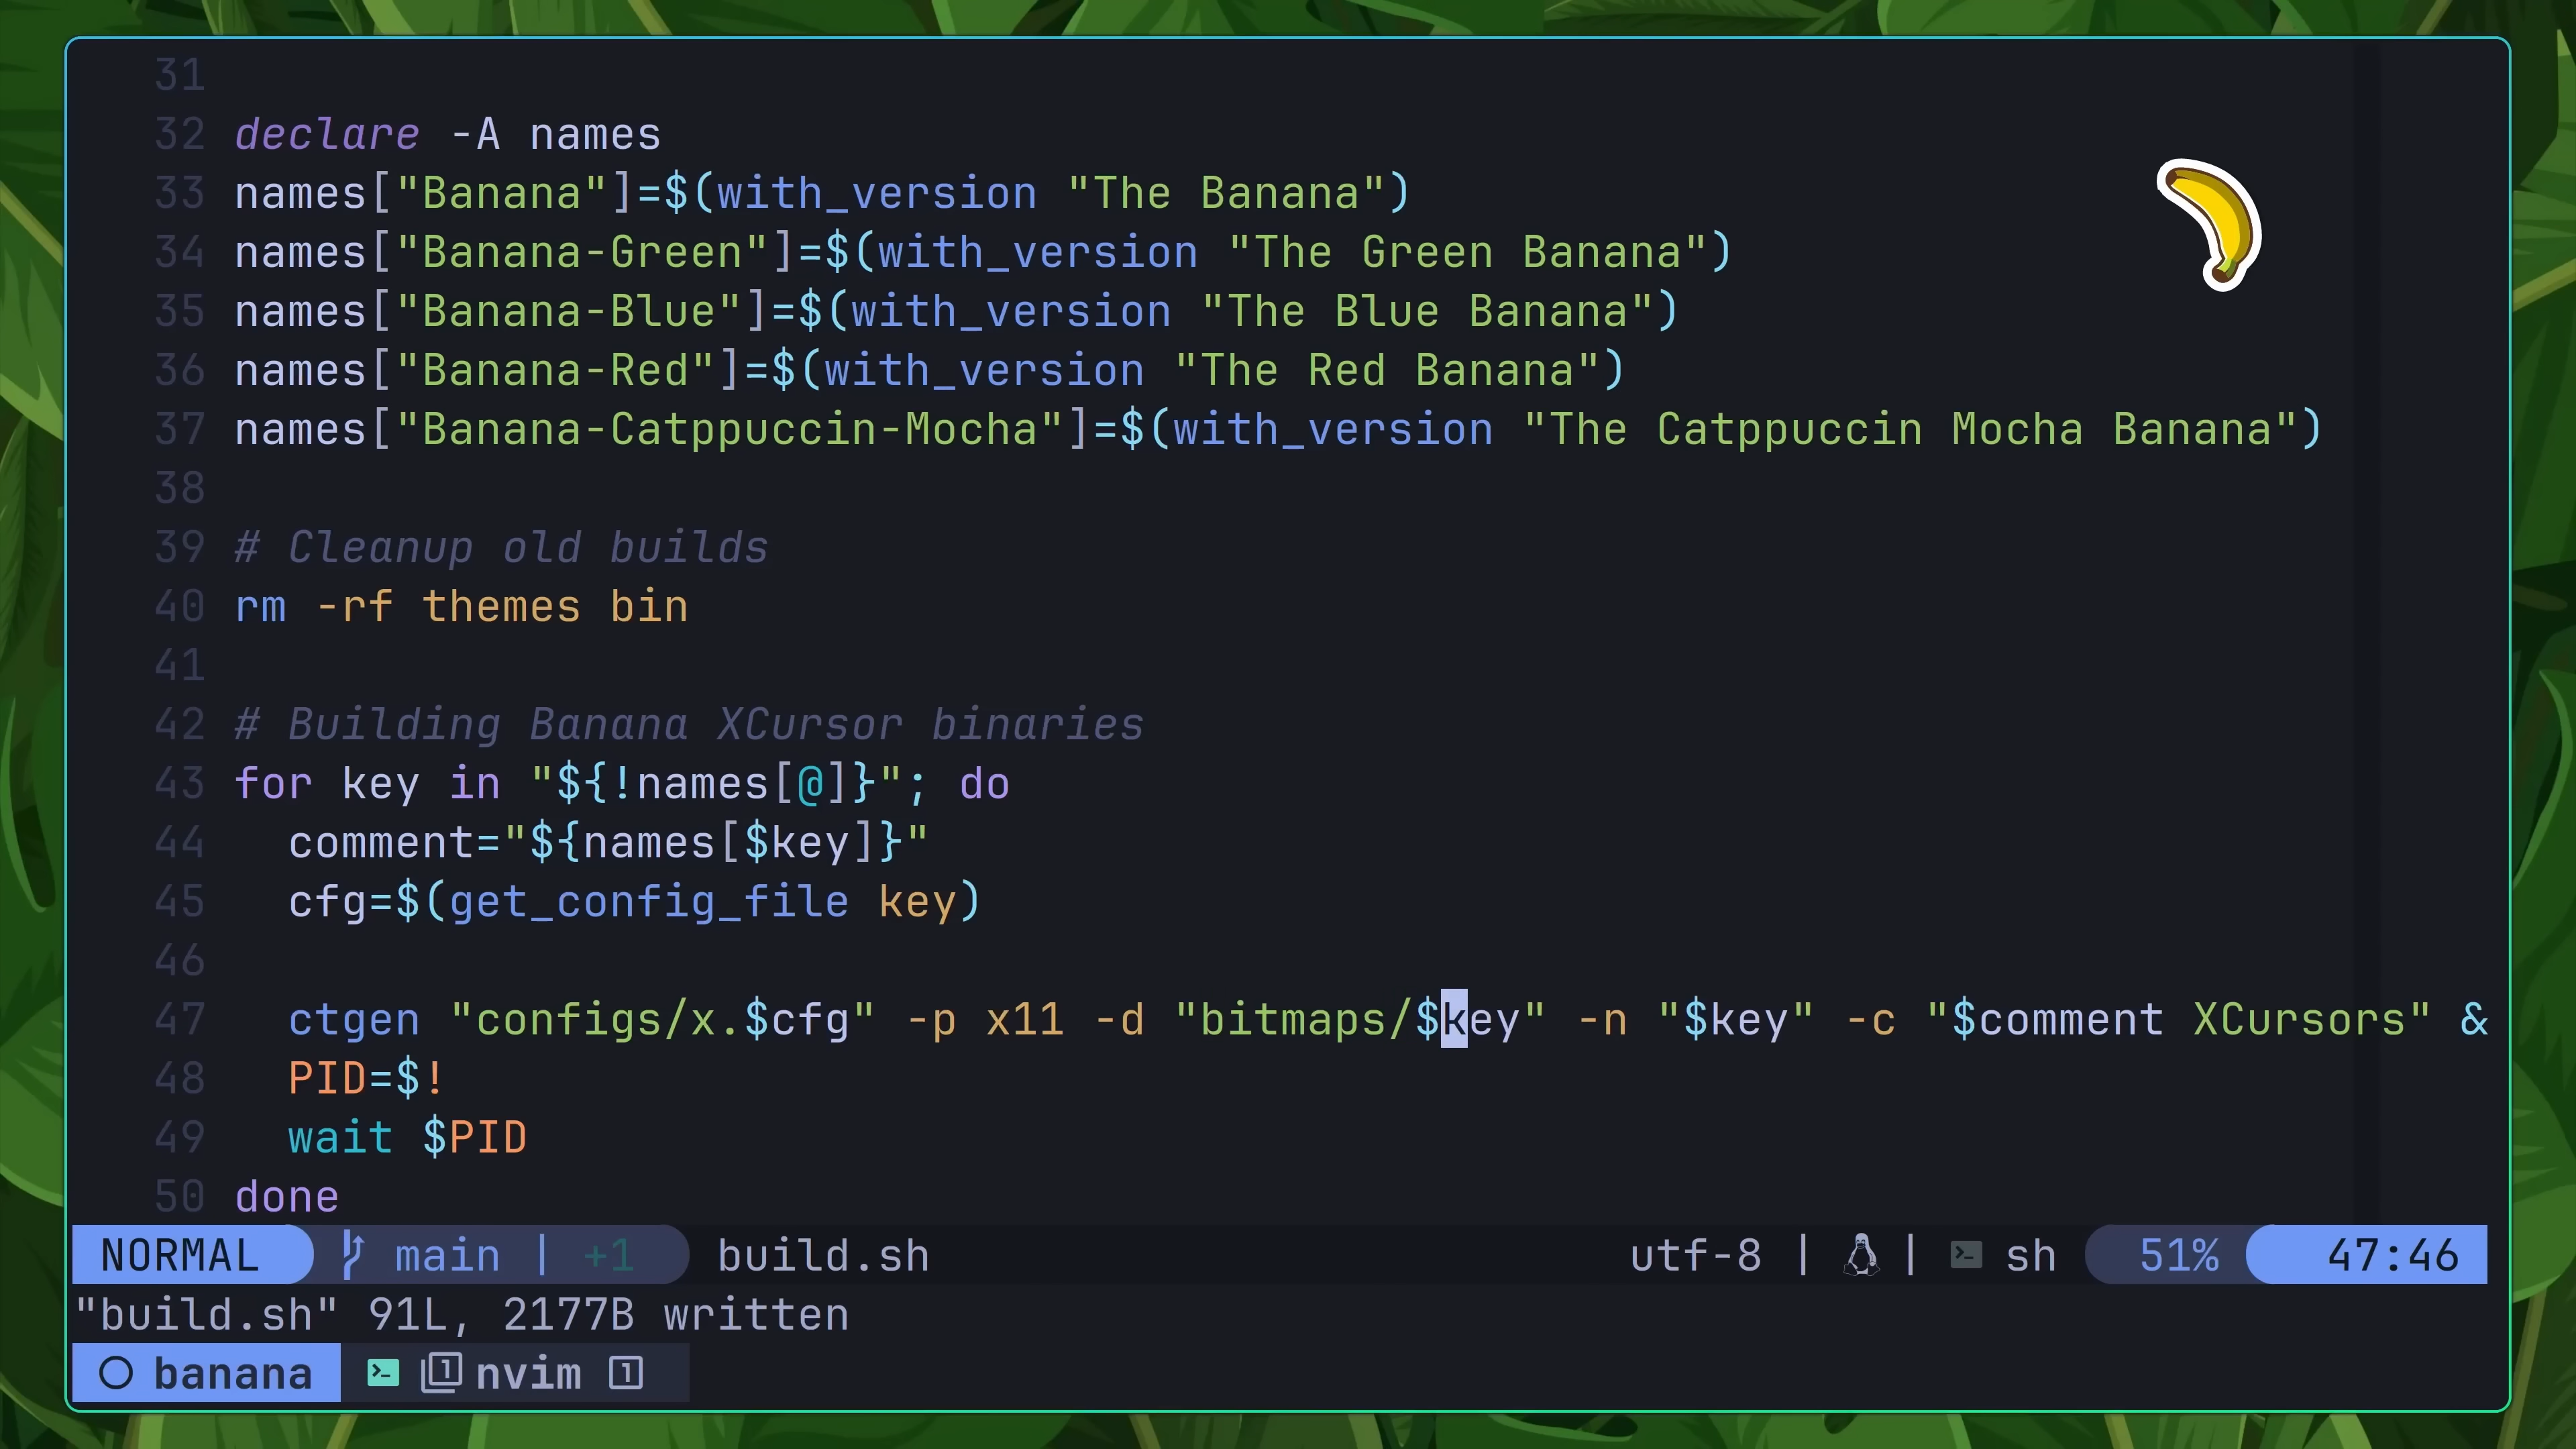 31
32 declare -A names
33 names["Banana"]=$(with_version "The Banana")
34 names["Banana-Green"]=$(with_version "The Green Banana")
35 names["Banana-Blue"]=$(with_version "The Blue Banana")
36 names["Banana-Red"]=$(with_version "The Red Banana")
37 names["Banana-Catppuccin-Mocha"]=$(with_version "The Catppuccin Mocha Banana")
38
39 # Cleanup old builds
40 rm -rf themes bin
41
42 # Building Banana XCursor binaries
43 for key in "${!names[@]}"; do
44   comment="${names[$key]}"
45   cfg=$(get_config_file key)
46
47   ctgen "configs/x.$cfg" -p x11 -d "bitmaps/$key" -n "$key" -c "$comment XCursors" &
48   PID=$!
49   wait $PID
50 done
NORMAL main | +1 build.sh utf-8 | | sh 51% 47:46
"build.sh" 91L, 2177B written
banana 1 nvim 1